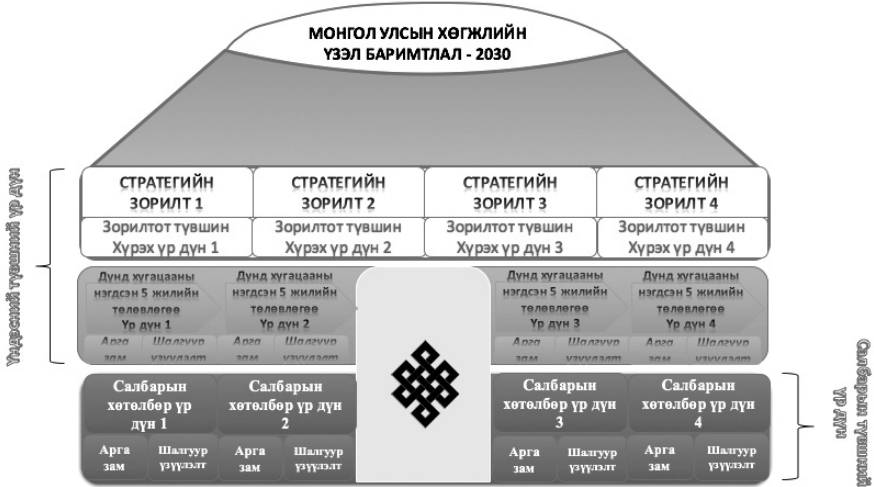 МОНГОЛ УЛСЫН ХӨГЖЛИЙН
ҮЗЭЛ БАРИМТЛАЛ - 2030
Үндэсний түвшний үр дүн
СТРАТЕГИЙН
ЗОРИЛТ 1
СТРАТЕГИЙН
ЗОРИЛТ 2
СТРАТЕГИЙН
ЗОРИЛТ 3
СТРАТЕГИЙН
ЗОРИЛТ 4
Зорилтот түвшин
Хүрэх үр дүн 1
Зорилтот түвшин
Хүрэх үр дүн 2
Зорилтот түвшин
Хүрэх үр дүн 3
Зорилтот түвшин
Хүрэх үр дүн 4
Дунд хугацааны
нэгдсэн 5 жилийн
төлөвлөгөө
Үр дүн 1
Дунд хугацааны
нэгдсэн 5 жилийн
төлөвлөгөө
Үр дүн 2
Дунд хугацааны
нэгдсэн 5 жилийн
төлөвлөгөө
Үр дүн 3
Дунд хугацааны
нэгдсэн 5 жилийн
төлөвлөгөө
Үр дүн 4
Арга
зам
Шалгуур
үзүүлэлт
Арга
зам
Шалгуур
үзүүлэлт
Арга
зам
Шалгуур
үзүүлэлт
Арга
зам
Шалгуур
үзүүлэлт
Салбарын
хөтөлбөр үр
дүн 1
Салбарын
хөтөлбөр үр дүн
2
Салбарын
хөтөлбөр үр дүн
3
Салбарын
хөтөлбөр үр дүн
4
Арга
зам
Шалгуур
үзүүлэлт
Арга
зам
Шалгуур
үзүүлэлт
Арга
зам
Шалгуур
үзүүлэлт
Арга
зам
Шалгуур
үзүүлэлт
Салбарын түвшний
үр дүн